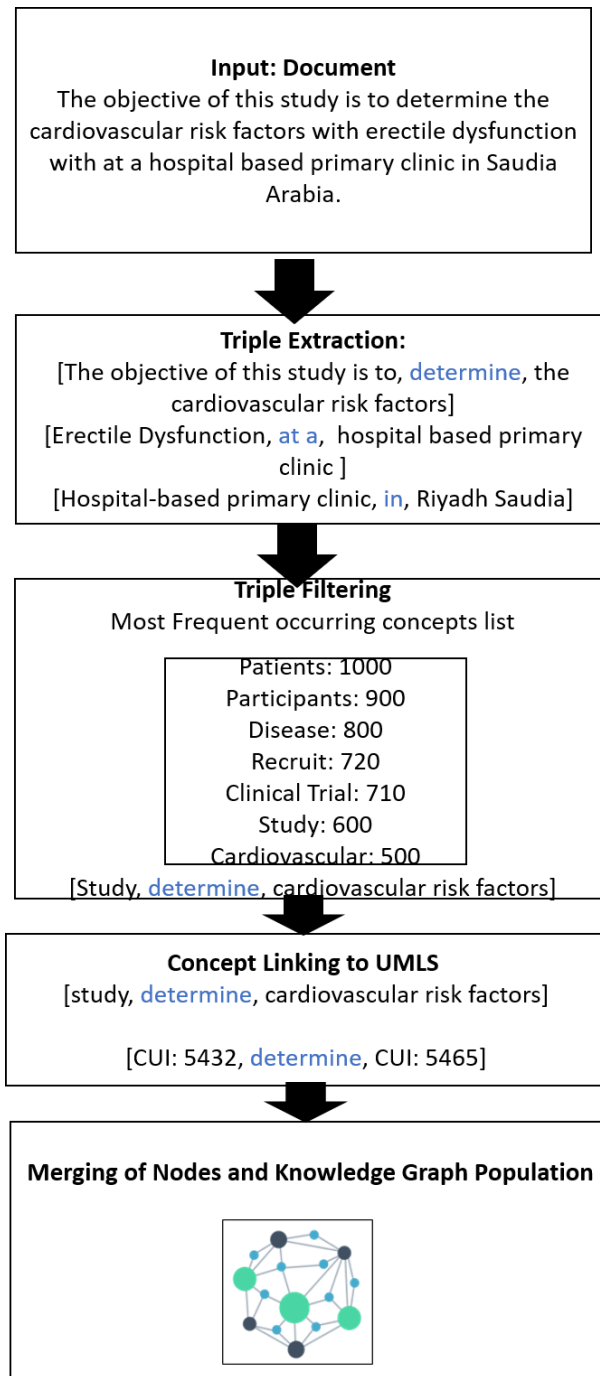 Input: Document
The objective of this study is to determine the
cardiovascular risk factors with erectile dysfunction
with at a hospital based primary clinic in Saudia
Arabia.
Triple Extraction:
[The objective of this study is to, determine, the
cardiovascular risk factors]
[Erectile Dysfunction, at a, hospital based primary
clinic ]
[Hospital-based primary clinic, in, Riyadh Saudia]
Triple Filtering
Most Frequent occurring concepts list
Patients: 1000
Participants: 900
Disease: 800
Recruit: 720
Clinical Trial: 710
Study: 600
Cardiovascular: 500
[Study, determine, cardiovascular risk factors]
Concept Linking to UMLS
[study, determine, cardiovascular risk factors]
[CUI: 5432, determine, CUI: 5465]
Merging of Nodes and Knowledge Graph Population